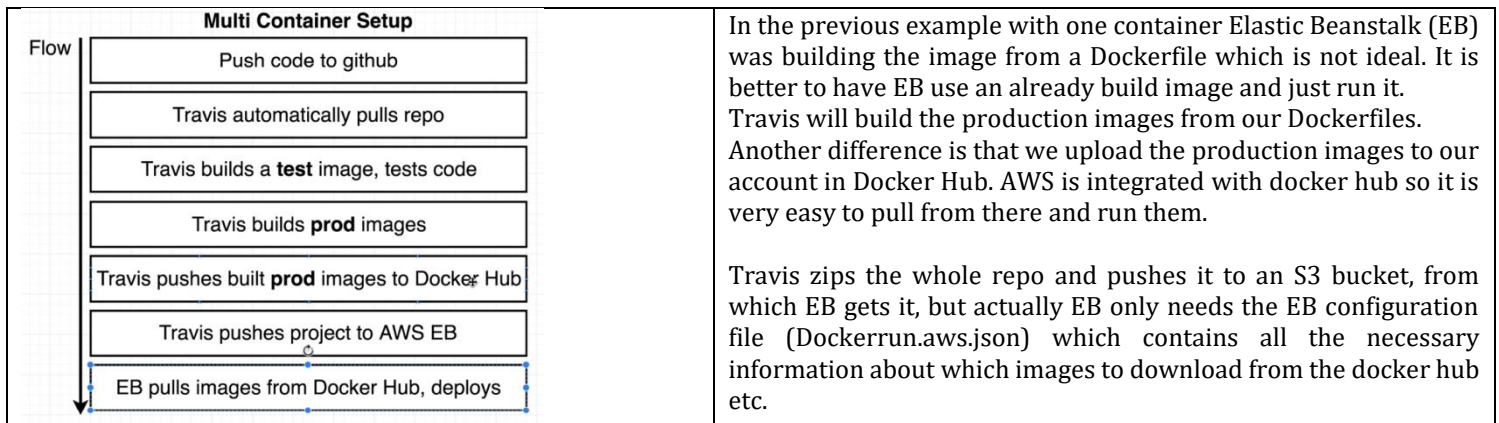 Multi Container Setup
Flow
Push code to github
Travis automatically pulls repo
Travis builds a test image, tests code
Travis builds prod images
Travis pushes built prod images to Docker Hub
Travis pushes project to AWS EB
EB pulls images from Docker Hub, deploys
In the previous example with one container Elastic Beanstalk (EB)
was building the image from a Dockerfile which is not ideal. It is
better to have EB use an already build image and just run it.
Travis will build the production images from our Dockerfiles.
Another difference is that we upload the production images to our
account in Docker Hub. AWS is integrated with docker hub so it is
very easy to pull from there and run them.
Travis zips the whole repo and pushes it to an S3 bucket, from
which EB gets it, but actually EB only needs the EB configuration
file (Dockerrun.aws.json) which contains all the necessary
information about which images to download from the docker hub
etc.